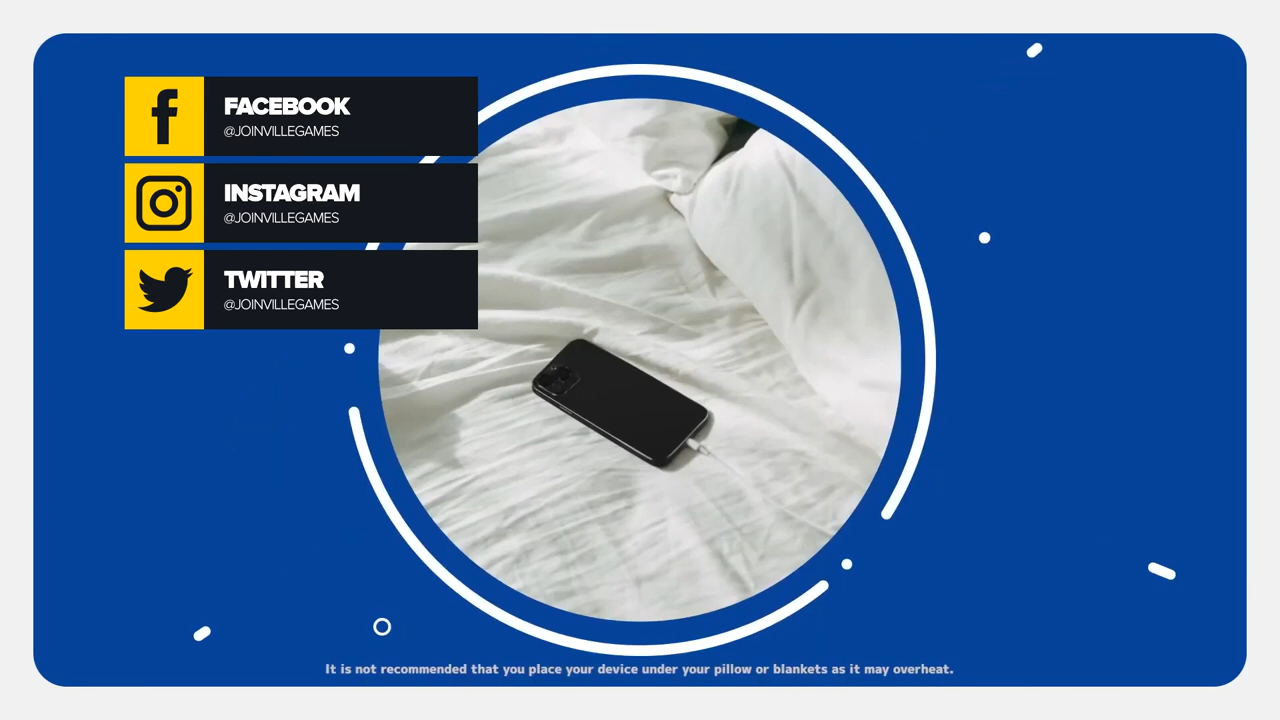 FACEBOOK
@JOINVILLEGAMES
INSTAGRAM
@JOINVILLEGAMES
TWITTER
@JOINVILLEGAMES
It is not recommended that you place your device under your pillow or blankets as it may overheat.